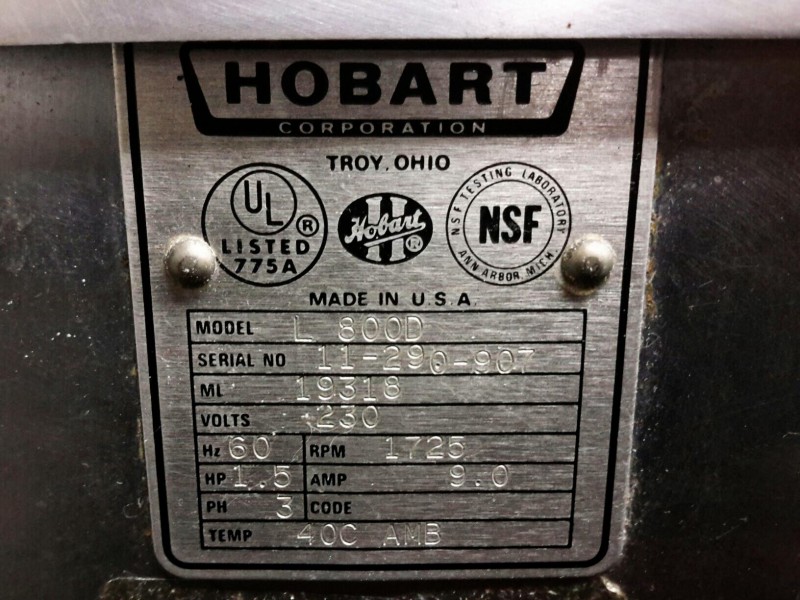 HOBART
CORPORATION
TROY, OHIO
UL ®
LISTED
775A
Hobart ®
NSF TESTING LABORATORY
NSF
ANN ARBOR, MICH.
MADE IN U.S.A.
MODEL L 800D
SERIAL NO 11-290-907
ML 19318
VOLTS 230
Hz 60 RPM 1725
HP 1.5 AMP 9.0
PH 3 CODE
TEMP 40C AMB